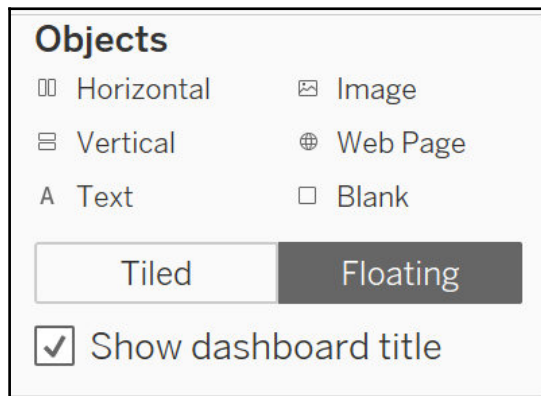 Objects
Horizontal Image
Vertical Web Page
A Text Blank
Tiled Floating
Show dashboard title